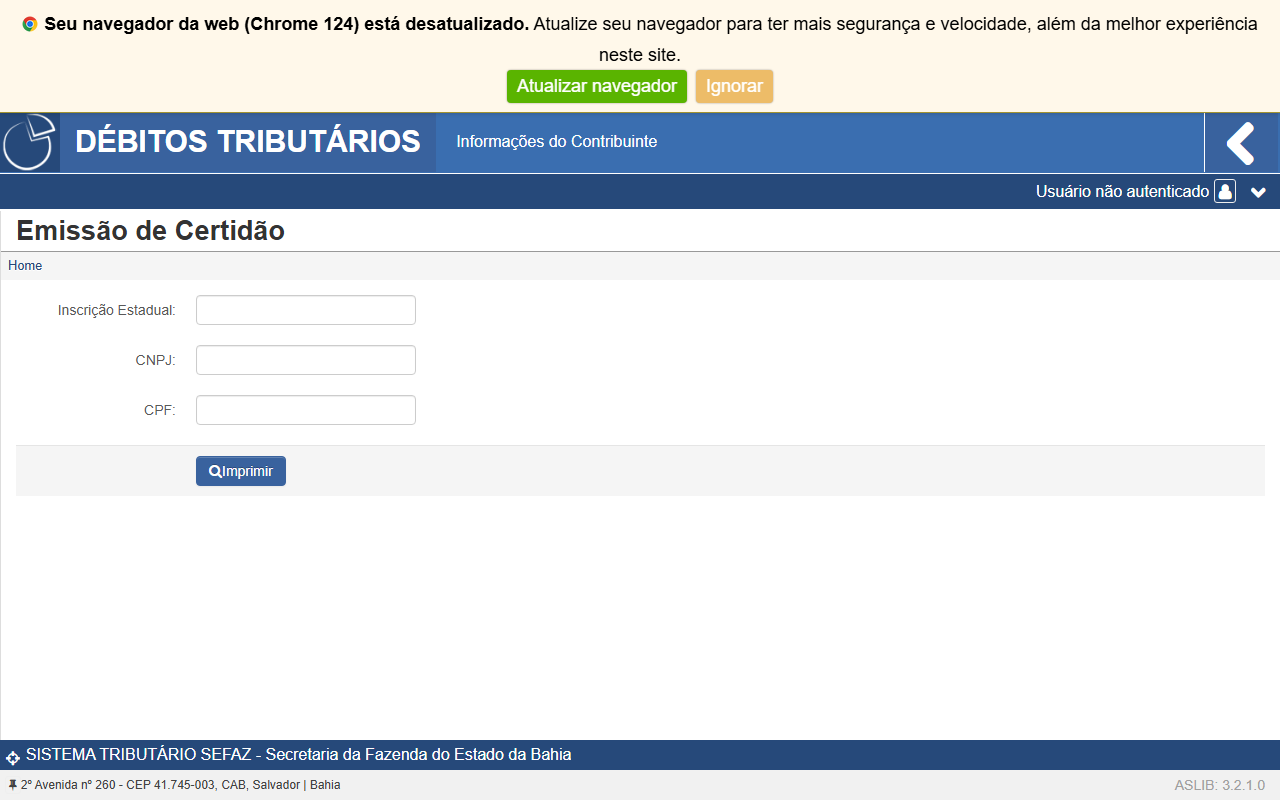 Seu navegador da web (Chrome 124) está desatualizado. Atualize seu navegador para ter mais segurança e velocidade, além da melhor experiência
neste site.
Atualizar navegador Ignorar
DÉBITOS TRIBUTÁRIOS Informações do Contribuinte
Usuário não autenticado
Emissão de Certidão
Home
Inscrição Estadual:
CNPJ:
CPF:
Imprimir
SISTEMA TRIBUTÁRIO SEFAZ - Secretaria da Fazenda do Estado da Bahia
2º Avenida nº 260 - CEP 41.745-003, CAB, Salvador | Bahia ASLIB: 3.2.1.0